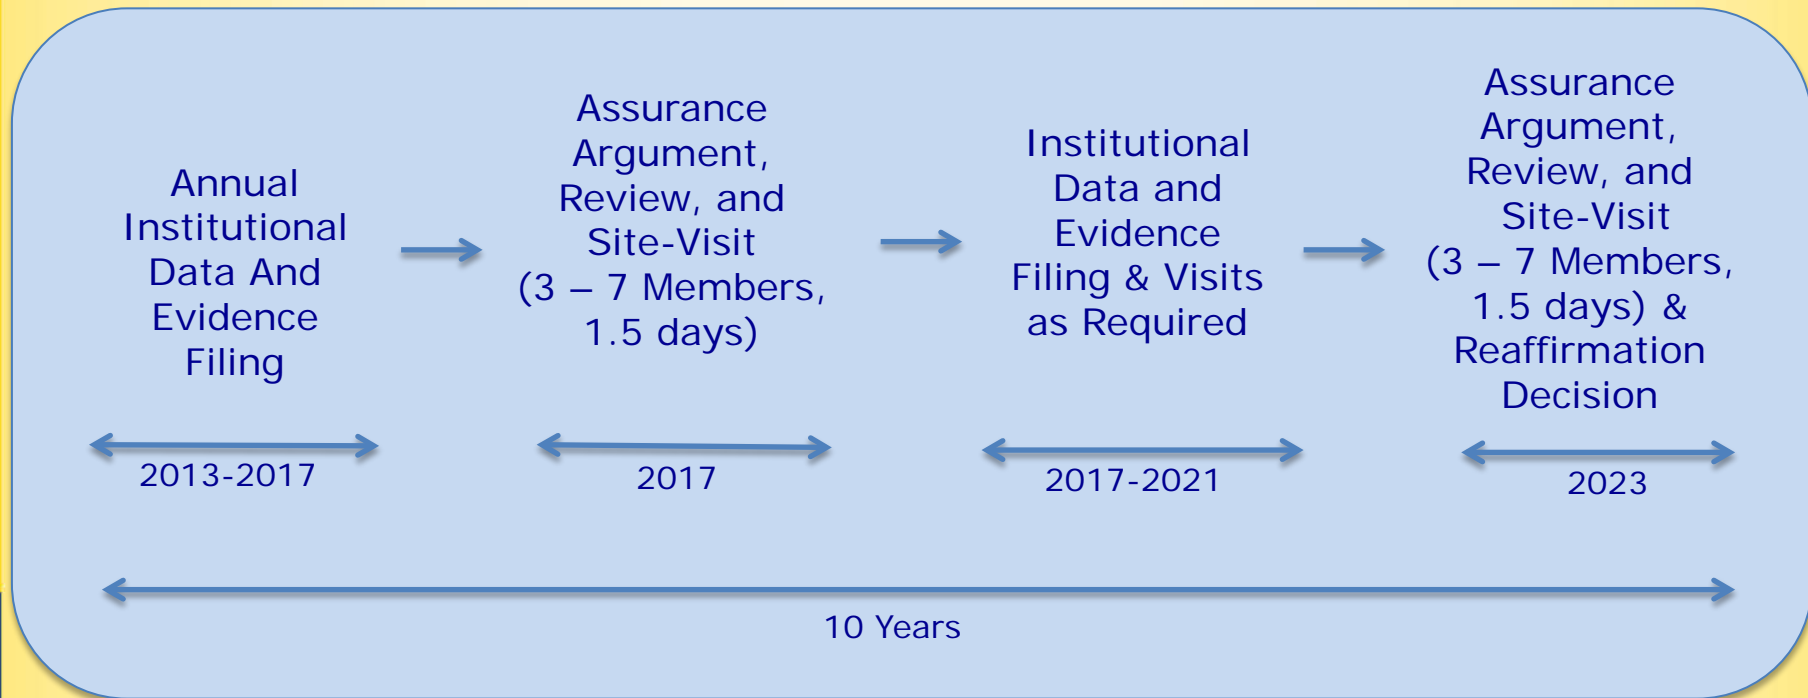 Annual
Institutional
Data And
Evidence
Filing
2013-2017
Assurance
Argument,
Review, and
Site-Visit
(3 – 7 Members,
1.5 days)
2017
Institutional
Data and
Evidence
Filing & Visits
as Required
2017-2021
Assurance
Argument,
Review, and
Site-Visit
(3 – 7 Members,
1.5 days) &
Reaffirmation
Decision
2023
10 Years